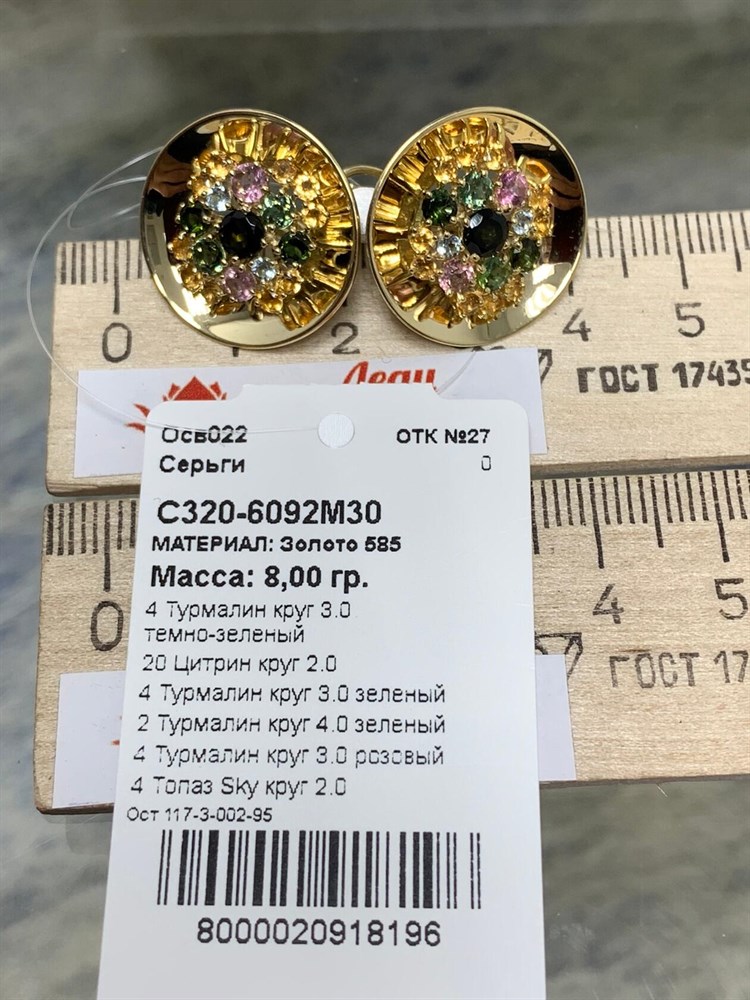 0 2 4 5
ГОСТ 17435
Осв022 ОТК №27
Серьги 0
С320-6092М30
МАТЕРИАЛ: Золото 585
Масса: 8,00 гр.
4 Турмалин круг 3.0
темно-зеленый
20 Цитрин круг 2.0
4 Турмалин круг 3.0 зеленый
2 Турмалин круг 4.0 зеленый
4 Турмалин круг 3.0 розовый
4 Топаз Sky круг 2.0
Ост 117-3-002-95
8000020918196
0 4 5
ГОСТ 17